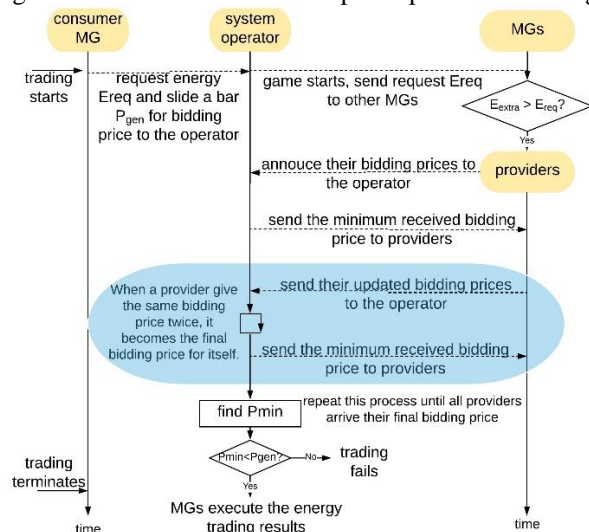 consumer
MG
system
operator
MGs
trading
starts
request energy
Ereq and slide a bar
Pgen for bidding
price to the operator
game starts, send request Ereq
to other MGs
Eextra > Ereq?
Yes
annouce their bidding prices to
the operator
providers
send the minimum received bidding
price to providers
When a provider give
the same bidding
price twice, it
becomes the final
bidding price for itself.
send their updated bidding prices
to the operator
send the minimum received bidding
price to providers
find Pmin
repeat this process until all providers
arrive their final bidding price
Pmin<Pgen?
No
trading
fails
Yes
trading
terminates
MGs execute the energy
trading results
time
time